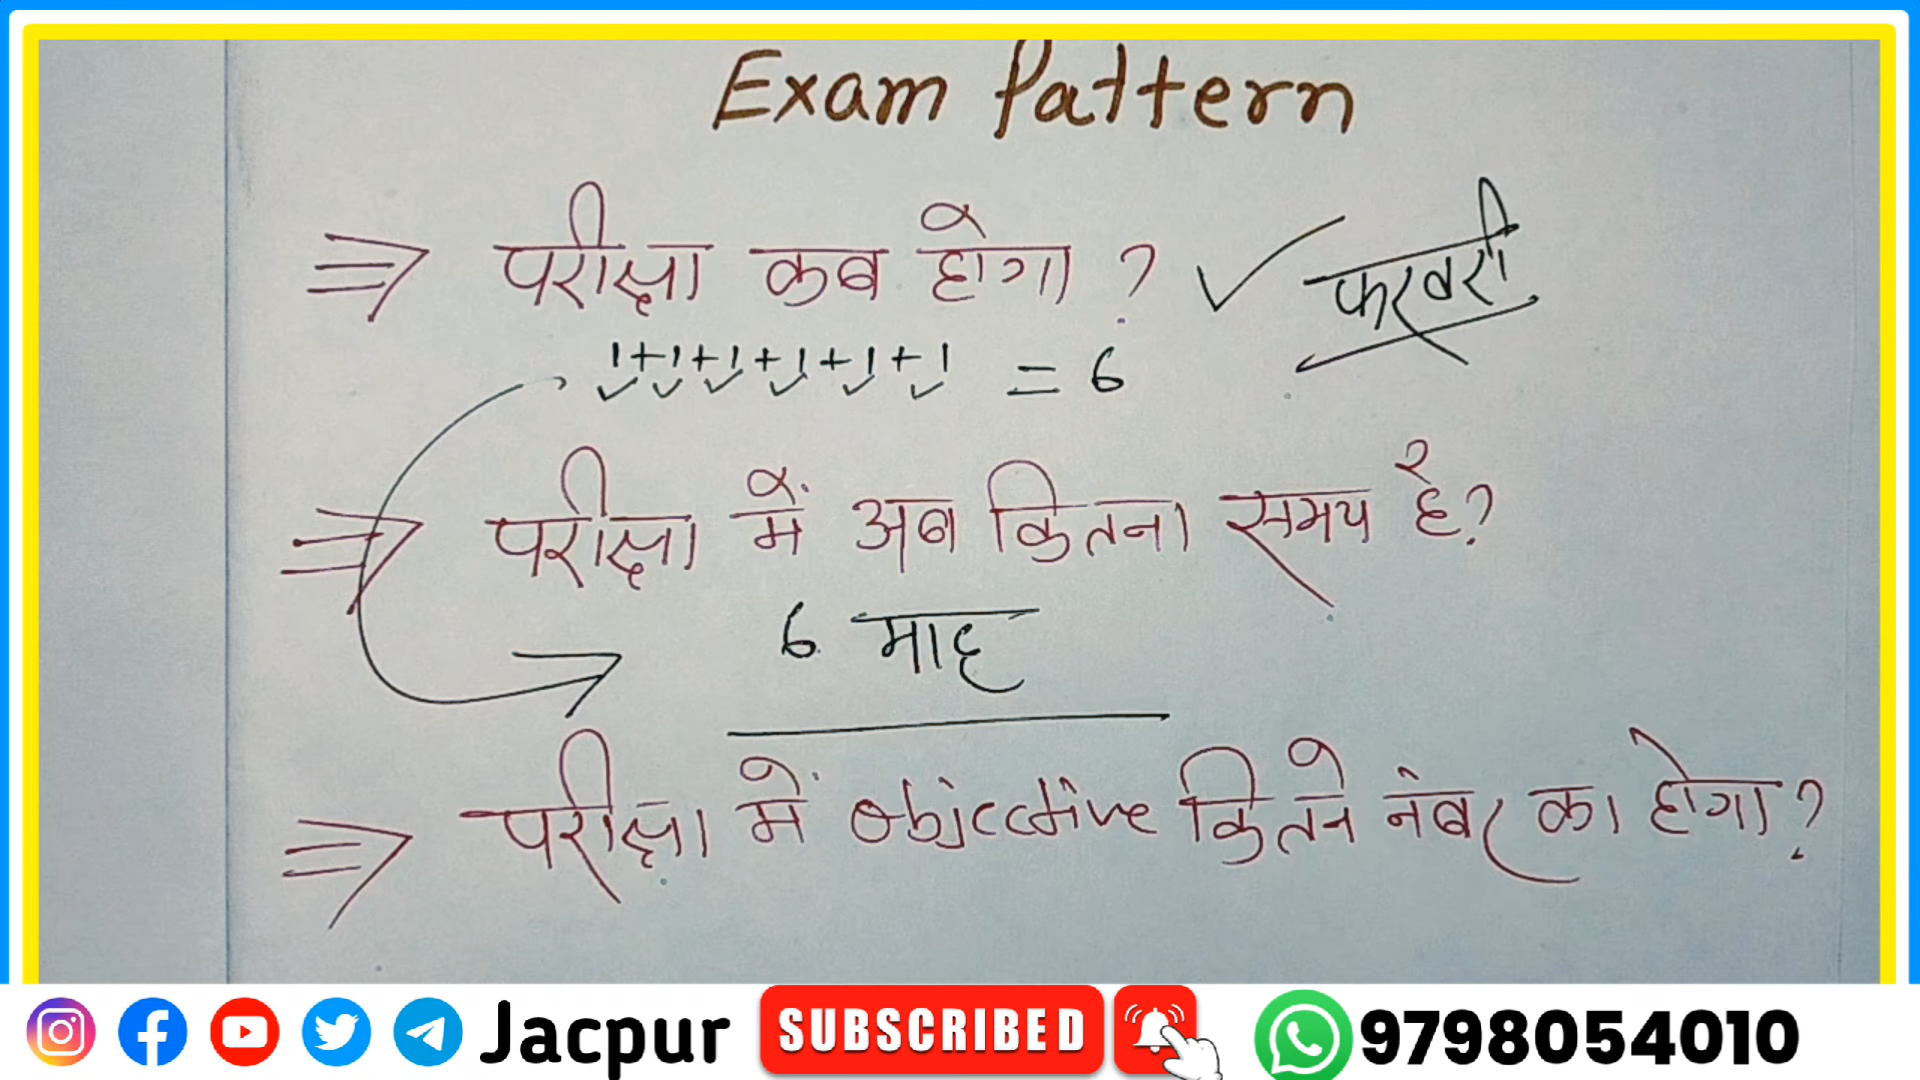 Exam Pattern
⇒ परीक्षा कब होगा ? ✓ फरवरी
1+1+1+1+1+1 = 6
⇒ परीक्षा में अब कितना समय है?
6 माह
⇒ परीक्षा में objective कितने नंबर का होगा?
Jacpur SUBSCRIBED 9798054010